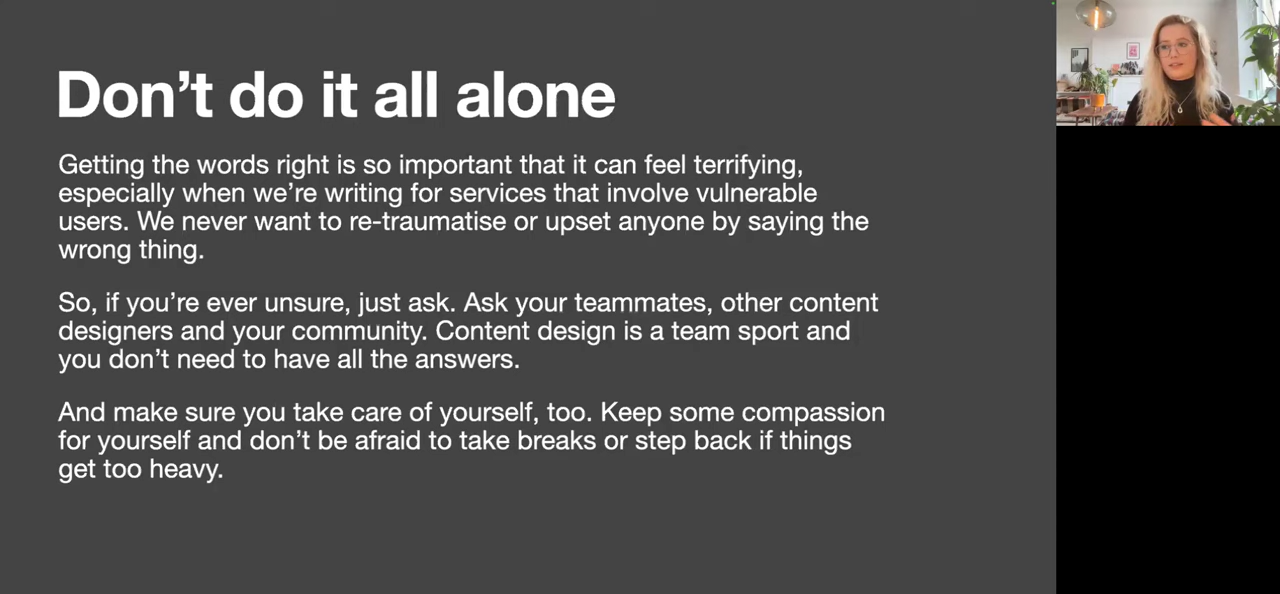 Don’t do it all alone
Getting the words right is so important that it can feel terrifying,
especially when we’re writing for services that involve vulnerable
users. We never want to re-traumatise or upset anyone by saying the
wrong thing.
So, if you’re ever unsure, just ask. Ask your teammates, other content
designers and your community. Content design is a team sport and
you don’t need to have all the answers.
And make sure you take care of yourself, too. Keep some compassion
for yourself and don’t be afraid to take breaks or step back if things
get too heavy.